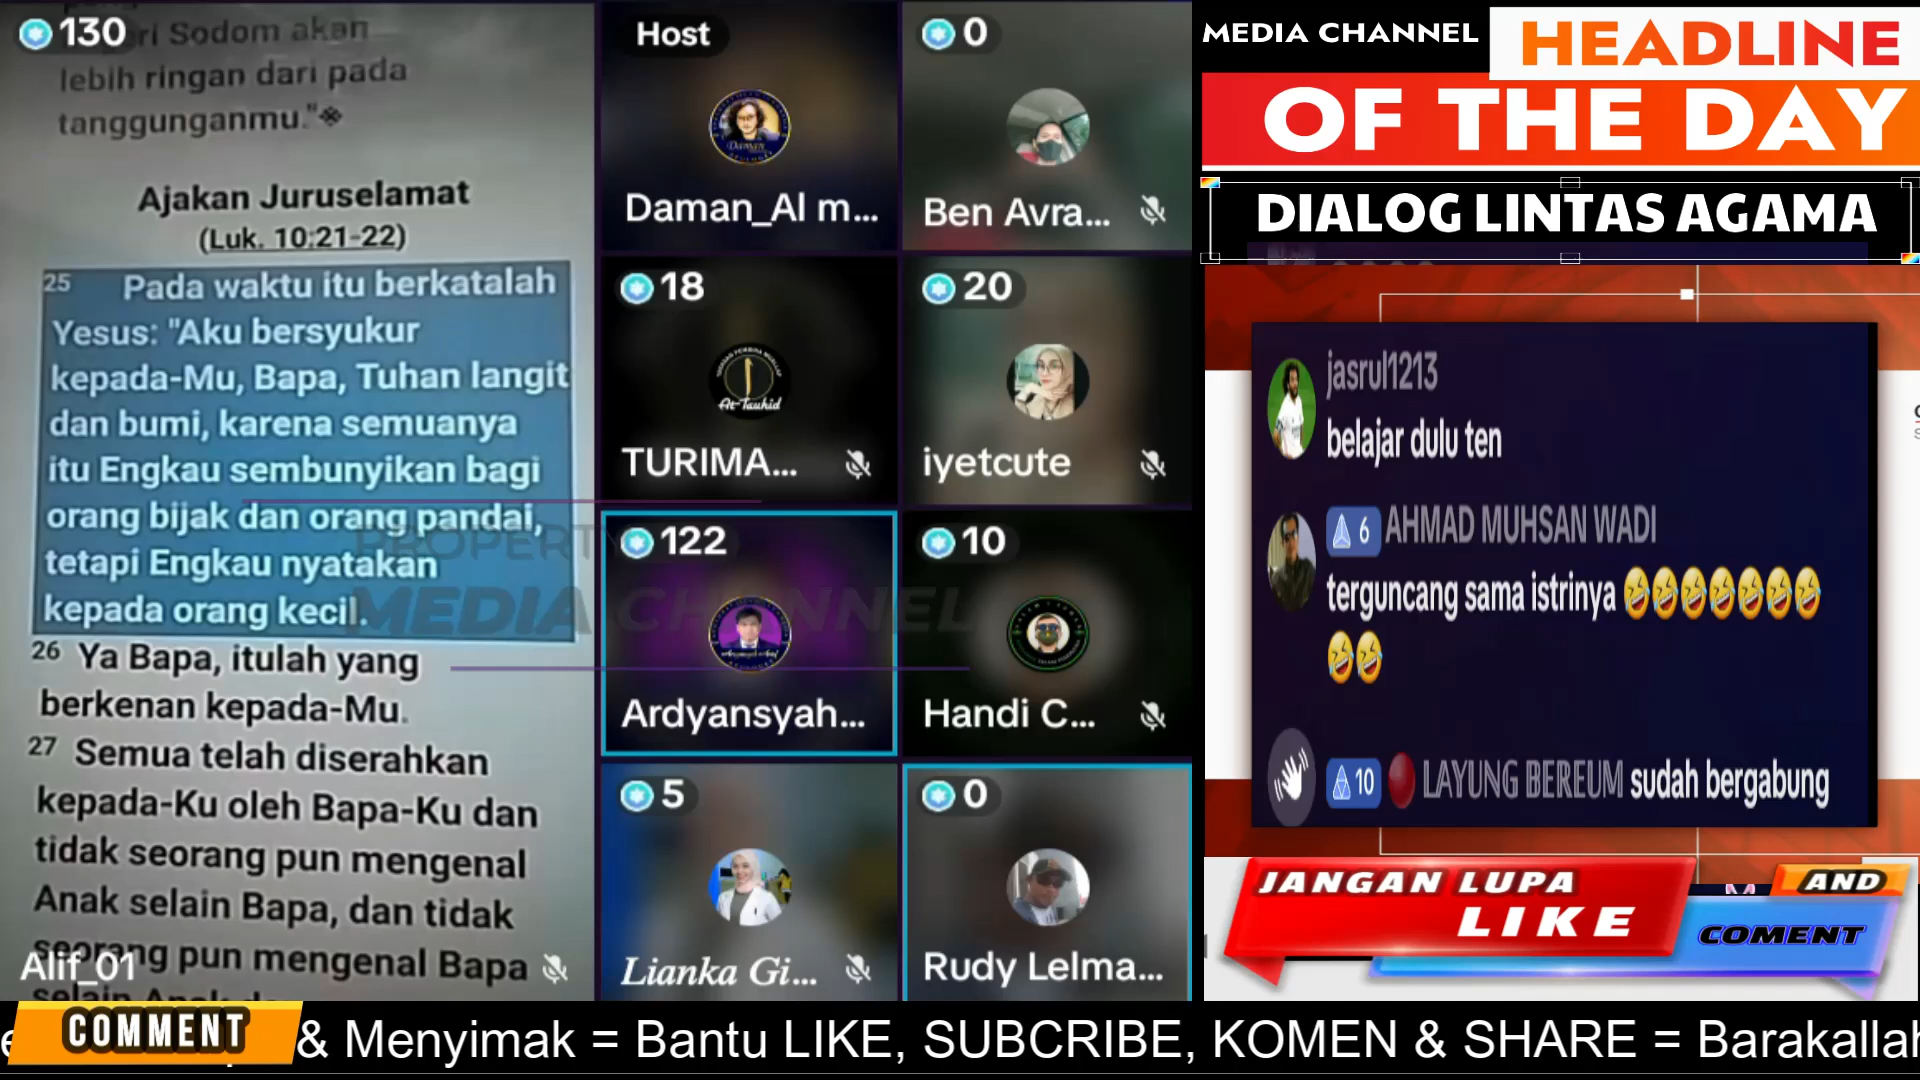 130
ri Sodom akan
lebih ringan dari pada
tanggunganmu."
Ajakan Juruselamat
(Luk. 10:21-22)
25 Pada waktu itu berkatalah
Yesus: "Aku bersyukur
kepada-Mu, Bapa, Tuhan langit
dan bumi, karena semuanya
itu Engkau sembunyikan bagi
orang bijak dan orang pandai,
tetapi Engkau nyatakan
kepada orang kecil.
26 Ya Bapa, itulah yang
berkenan kepada-Mu.
27 Semua telah diserahkan
kepada-Ku oleh Bapa-Ku dan
tidak seorang pun mengenal
Anak selain Bapa, dan tidak
seorang pun mengenal Bapa
selain
Alif_01
PROPERTY
MEDIA CHANNEL
Host
Daman
Daman_Al m...
0
Ben Avra...
18
At-Tauhid
TURIMA...
20
iyetcute
122
Ardyansyah...
10
Handi C...
5
Lianka Gi...
0
Rudy Lelma...
MEDIA CHANNEL
HEADLINE
OF THE DAY
DIALOG LINTAS AGAMA
jasrul1213
belajar dulu ten
6 AHMAD MUHSAN WADI
terguncang sama istrinya 🤣🤣🤣🤣🤣🤣🤣
🤣🤣
10 LAYUNG BEREUM sudah bergabung
JANGAN LUPA
LIKE
AND
COMENT
COMMENT
& Menyimak = Bantu LIKE, SUBCRIBE, KOMEN & SHARE = Barakallah